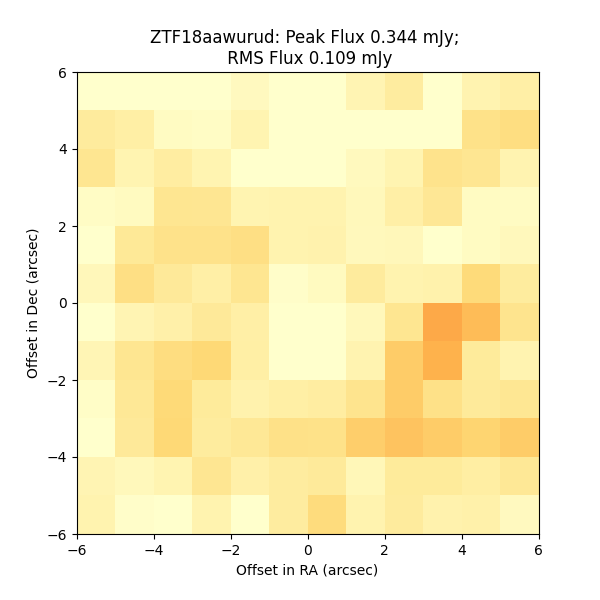 ZTF18aawurud: Peak Flux 0.344 mJy;
RMS Flux 0.109 mJy
6
4
2
0
−2
−4
−6
Offset in Dec (arcsec)
−6 −4 −2 0 2 4 6
Offset in RA (arcsec)